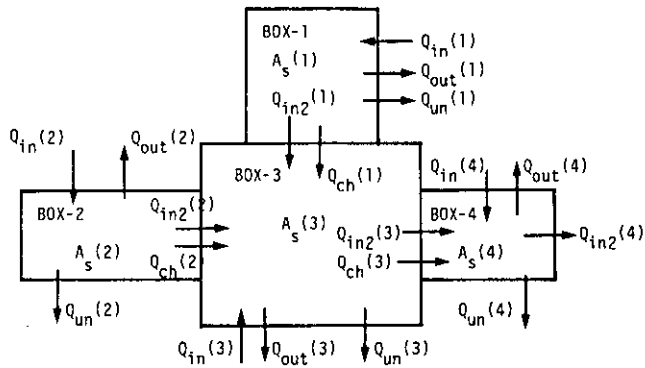 BOX-1
Q_in(1)
A_s(1)
Q_out(1)
Q_in2(1)
Q_un(1)
Q_in(2)
Q_out(2)
BOX-3
Q_ch(1)
Q_in(4)
Q_out(4)
BOX-2
Q_in2(2)
A_s(3)
BOX-4
Q_in2(3)
Q_in2(4)
A_s(2)
Q_ch(2)
Q_ch(3)
A_s(4)
Q_un(2)
Q_un(4)
Q_in(3)
Q_out(3)
Q_un(3)